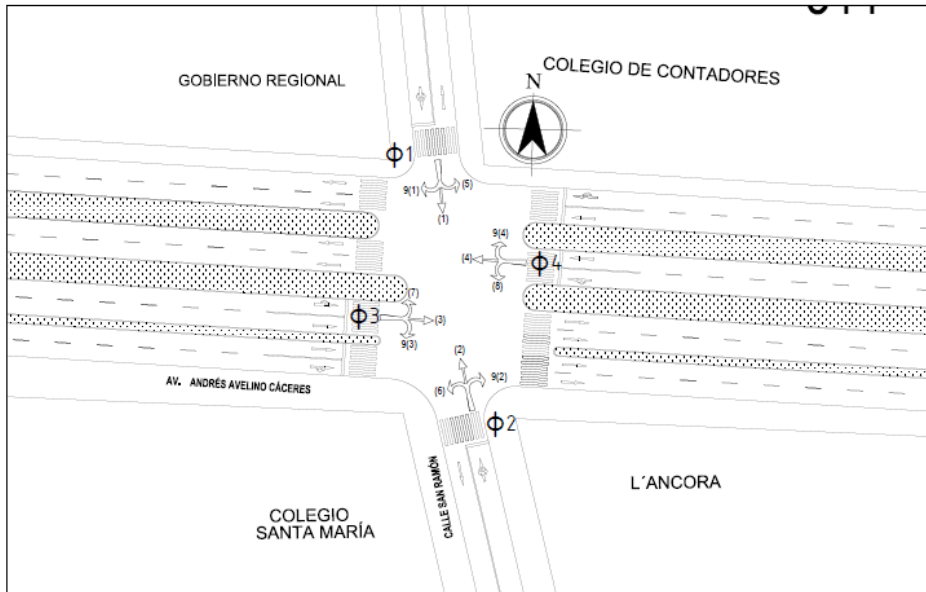 GOBIERNO REGIONAL
COLEGIO DE CONTADORES
N
Φ1
9(1)
(5)
(1)
9(4)
(4)
Φ4
(8)
(7)
Φ3
(3)
9(3)
(2)
9(2)
(6)
Φ2
AV. ANDRÉS AVELINO CÁCERES
CALLE SAN RAMÓN
L´ANCORA
COLEGIO
SANTA MARÍA